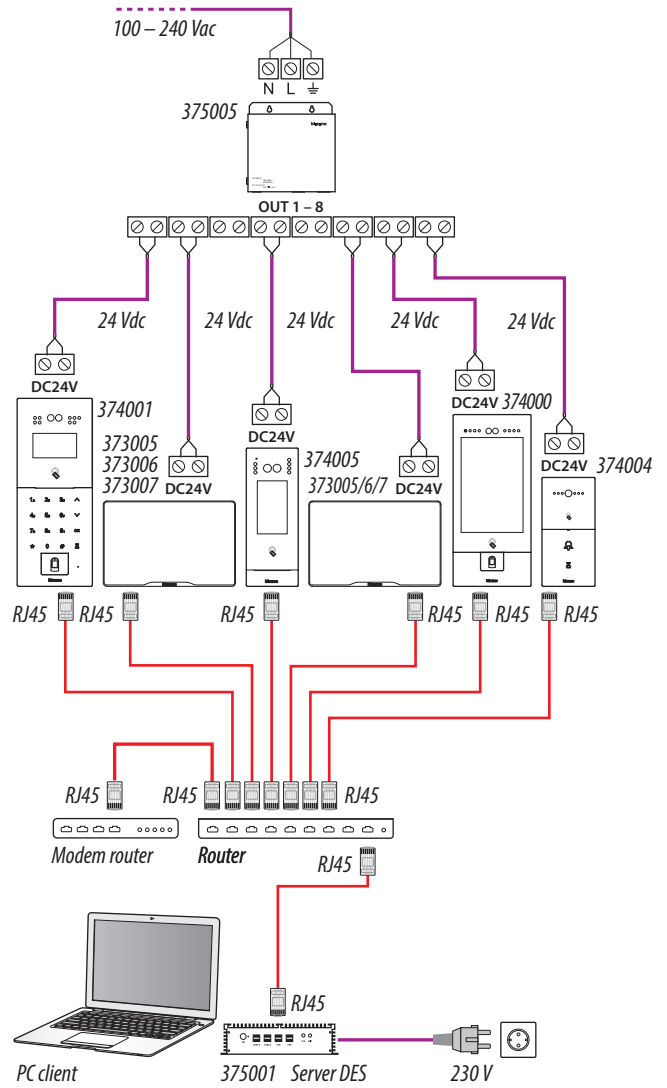 100 – 240 Vac
N L
375005
OUT 1 – 8
24 Vdc 24 Vdc 24 Vdc 24 Vdc 24 Vdc
DC24V 374001
373005
373006
373007 DC24V
DC24V 374005
373005/6/7 DC24V
DC24V 374000
DC24V 374004
RJ45 RJ45 RJ45 RJ45 RJ45 RJ45
RJ45 RJ45 RJ45
Modem router Router
RJ45
RJ45
PC client 375001 Server DES 230 V